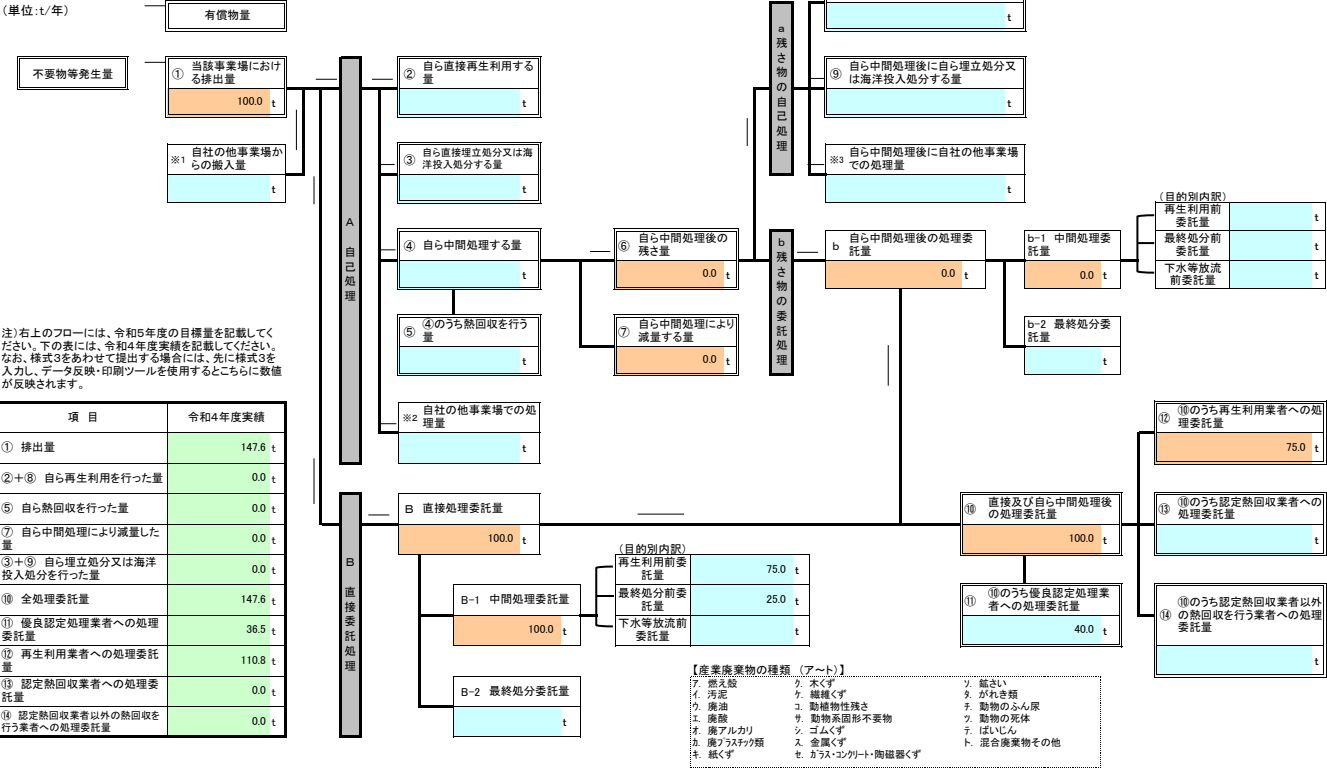 (単位:t/年)
有償物量
不要物等発生量
① 当該事業場におけ
る排出量
100.0 t
※1 自社の他事業場か
らの搬入量
t
A
自
己
処
理
② 自ら直接再生利用する
量
t
③ 自ら直接埋立処分又は海
洋投入処分する量
t
④ 自ら中間処理する量
t
⑤ ④のうち熱回収を行う
量
t
※2 自社の他事業場での処
理量
t
⑥ 自ら中間処理後の
残さ量
0.0 t
⑦ 自ら中間処理により
減量する量
0.0 t
a
残
さ
物
の
自
己
処
理
t
⑨ 自ら中間処理後に自ら埋立処分又
は海洋投入処分する量
t
※3 自ら中間処理後に自社の他事業場
での処理量
t
b
残
さ
物
の
委
託
処
理
b 自ら中間処理後の処理委
託量
0.0 t
b-1 中間処理委
託量
0.0 t
(目的別内訳)
再生利用前
委託量
t
最終処分前
委託量
t
下水等放流
前委託量
t
b-2 最終処分委
託量
t
注)右上のフローには、令和5年度の目標量を記載してく
ださい。下の表には、令和4年度実績を記載してください。
なお、様式3をあわせて提出する場合には、先に様式3を
入力し、データ反映・印刷ツールを使用するとこちらに数値
が反映されます。
項 目 令和4年度実績
① 排出量 147.6 t
②+⑧ 自ら再生利用を行った量 0.0 t
⑤ 自ら熱回収を行った量 0.0 t
⑦ 自ら中間処理により減量した
量 0.0 t
③+⑨ 自ら埋立処分又は海洋
投入処分を行った量 0.0 t
⑩ 全処理委託量 147.6 t
⑪ 優良認定処理業者への処理
委託量 36.5 t
⑫ 再生利用業者への処理委託
量 110.8 t
⑬ 認定熱回収業者への処理委
託量 0.0 t
⑭ 認定熱回収業者以外の熱回収を
行う業者への処理委託量 0.0 t
B
直
接
委
託
処
理
B 直接処理委託量
100.0 t
B-1 中間処理委託量
100.0 t
(目的別内訳)
再生利用前委
託量
75.0 t
最終処分前委
託量
25.0 t
下水等放流前
委託量
t
B-2 最終処分委託量
t
⑩ 直接及び自ら中間処理後
の処理委託量
100.0 t
⑪ ⑩のうち優良認定処理業
者への処理委託量
40.0 t
⑫ ⑩のうち再生利用業者への処
理委託量
75.0 t
⑬ ⑩のうち認定熱回収業者への
処理委託量
t
⑭ ⑩のうち認定熱回収業者以外
の熱回収を行う業者への処理
委託量
t
【産業廃棄物の種類 (ア~ト)】
ア. 燃え殻
イ. 汚泥
ウ. 廃油
エ. 廃酸
オ. 廃アルカリ
カ. 廃プラスチック類
キ. 紙くず
ク. 木くず
ケ. 繊維くず
コ. 動植物性残さ
サ. 動物系固形不要物
シ. ゴムくず
ス. 金属くず
セ. ガラス・コンクリート・陶磁器くず
ソ. 鉱さい
タ. がれき類
チ. 動物のふん尿
ツ. 動物の死体
テ. ばいじん
ト. 混合廃棄物その他